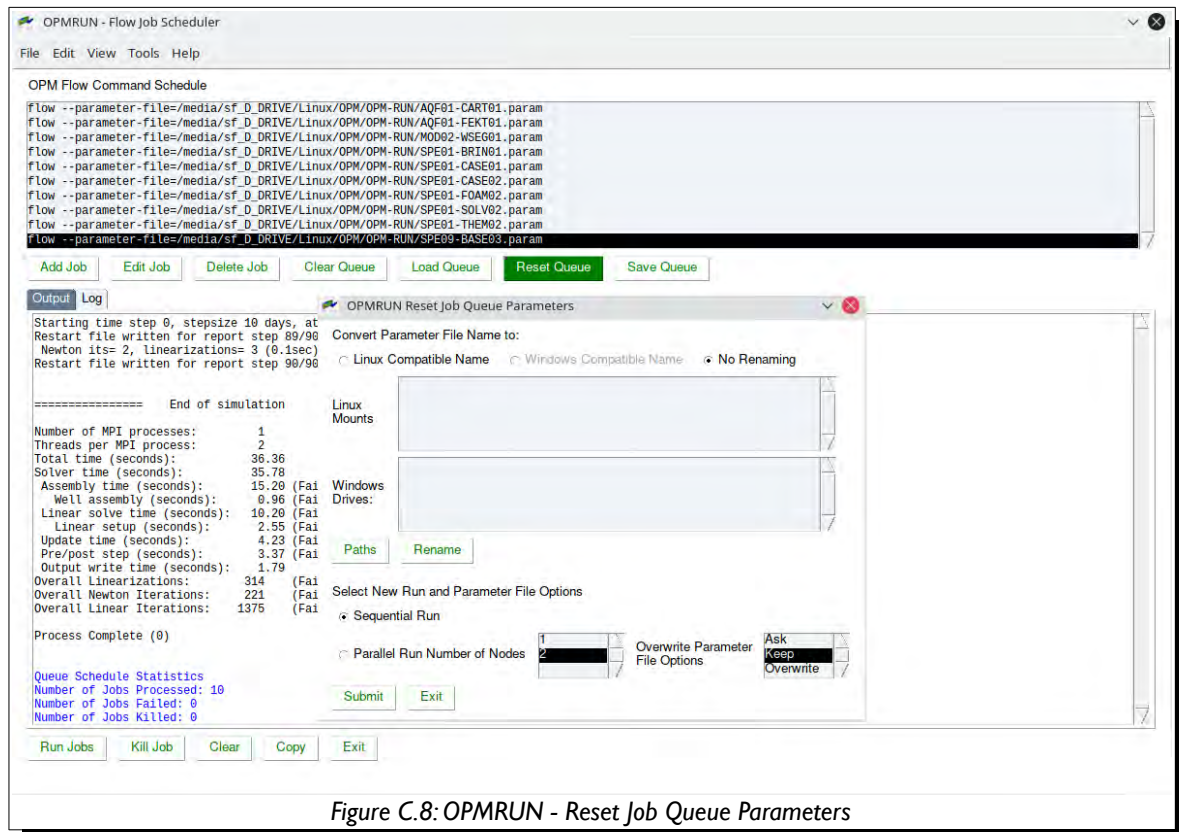 OPMRUN - Flow Job Scheduler
File Edit View Tools Help
OPM Flow Command Schedule
flow --parameter-file=/media/sf_D_DRIVE/Linux/OPM/OPM-RUN/AQF01-CART01.param
flow --parameter-file=/media/sf_D_DRIVE/Linux/OPM/OPM-RUN/AQF01-FEKT01.param
flow --parameter-file=/media/sf_D_DRIVE/Linux/OPM/OPM-RUN/MOD02-WSEG01.param
flow --parameter-file=/media/sf_D_DRIVE/Linux/OPM/OPM-RUN/SPE01-BRIN01.param
flow --parameter-file=/media/sf_D_DRIVE/Linux/OPM/OPM-RUN/SPE01-CASE01.param
flow --parameter-file=/media/sf_D_DRIVE/Linux/OPM/OPM-RUN/SPE01-CASE02.param
flow --parameter-file=/media/sf_D_DRIVE/Linux/OPM/OPM-RUN/SPE01-FOAM02.param
flow --parameter-file=/media/sf_D_DRIVE/Linux/OPM/OPM-RUN/SPE01-SOLV02.param
flow --parameter-file=/media/sf_D_DRIVE/Linux/OPM/OPM-RUN/SPE01-THEM02.param
flow --parameter-file=/media/sf_D_DRIVE/Linux/OPM/OPM-RUN/SPE09-BASE03.param
Add Job Edit Job Delete Job Clear Queue Load Queue Reset Queue Save Queue
Output Log
Starting time step 0, stepsize 10 days, at
Restart file written for report step 89/90
Newton its= 2, linearizations= 3 (0.1sec)
Restart file written for report step 90/90
================ End of simulation
Number of MPI processes: 1
Threads per MPI process: 2
Total time (seconds): 36.36
Solver time (seconds): 35.78
Assembly time (seconds): 15.20 (Fai
Well assembly (seconds): 0.96 (Fai
Linear solve time (seconds): 10.20 (Fai
Linear setup (seconds): 2.55 (Fai
Update time (seconds): 4.23 (Fai
Pre/post step (seconds): 3.37 (Fai
Output write time (seconds): 1.79
Overall Linearizations: 314 (Fai
Overall Newton Iterations: 221 (Fai
Overall Linear Iterations: 1375 (Fai
Process Complete (0)
Queue Schedule Statistics
Number of Jobs Processed: 10
Number of Jobs Failed: 0
Number of Jobs Killed: 0
OPMRUN Reset Job Queue Parameters
Convert Parameter File Name to:
Linux Compatible Name Windows Compatible Name No Renaming
Linux
Mounts
Windows
Drives:
Paths Rename
Select New Run and Parameter File Options
Sequential Run
Parallel Run Number of Nodes
1
2
Overwrite Parameter
File Options
Ask
Keep
Overwrite
Submit Exit
Run Jobs Kill Job Clear Copy Exit
Figure C.8: OPMRUN - Reset Job Queue Parameters